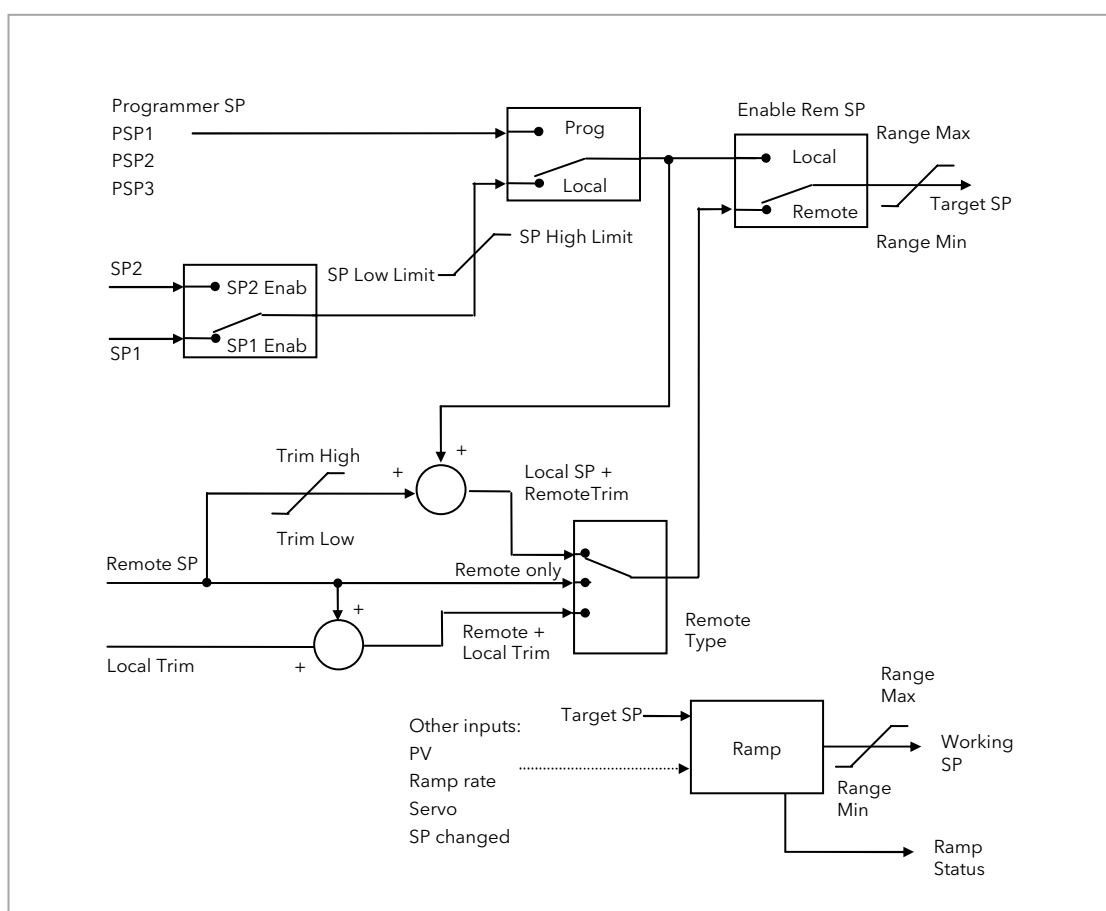 Programmer SP
PSP1
PSP2
PSP3
Prog
Local
Enable Rem SP
Local
Remote
Range Max
Target SP
Range Min
SP High Limit
SP Low Limit
SP2
SP2 Enab
SP1 Enab
SP1
+
+
Trim High
Trim Low
Local SP +
RemoteTrim
Remote SP
Remote only
+
Remote +
Local Trim
Remote
Type
Local Trim
+
Other inputs:
PV
Ramp rate
Servo
SP changed
Target SP
Ramp
Range
Max
Working
SP
Range
Min
Ramp
Status